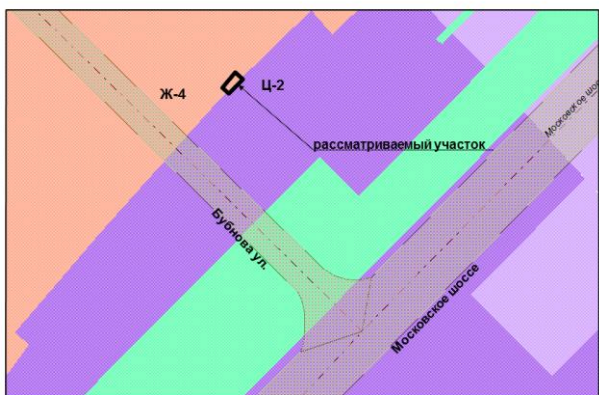 Ж-4
Ц-2
рассматриваемый участок
Московское шоссе
Бубнова ул.
Московское шоссе